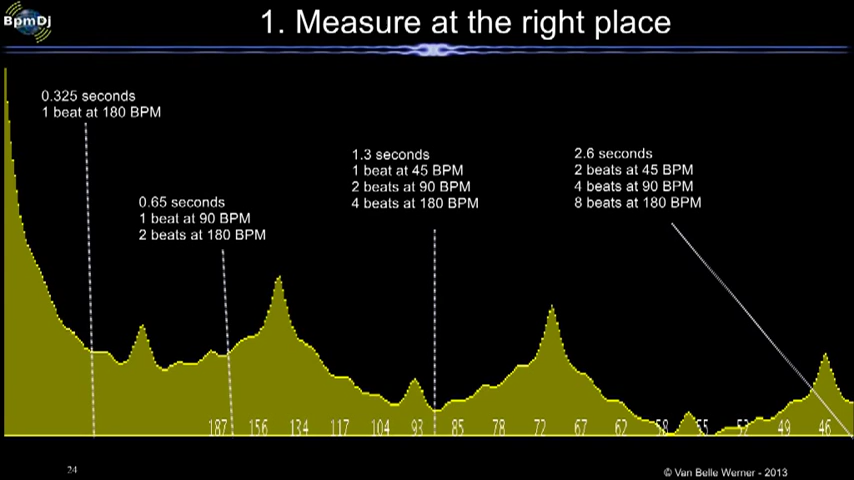 BpmDj
1. Measure at the right place
0.325 seconds
1 beat at 180 BPM
0.65 seconds
1 beat at 90 BPM
2 beats at 180 BPM
1.3 seconds
1 beat at 45 BPM
2 beats at 90 BPM
4 beats at 180 BPM
2.6 seconds
2 beats at 45 BPM
4 beats at 90 BPM
8 beats at 180 BPM
187 156 134 117 104 93 85 78 72 67 62 58 55 52 49 46
24
© Van Belle Werner - 2013